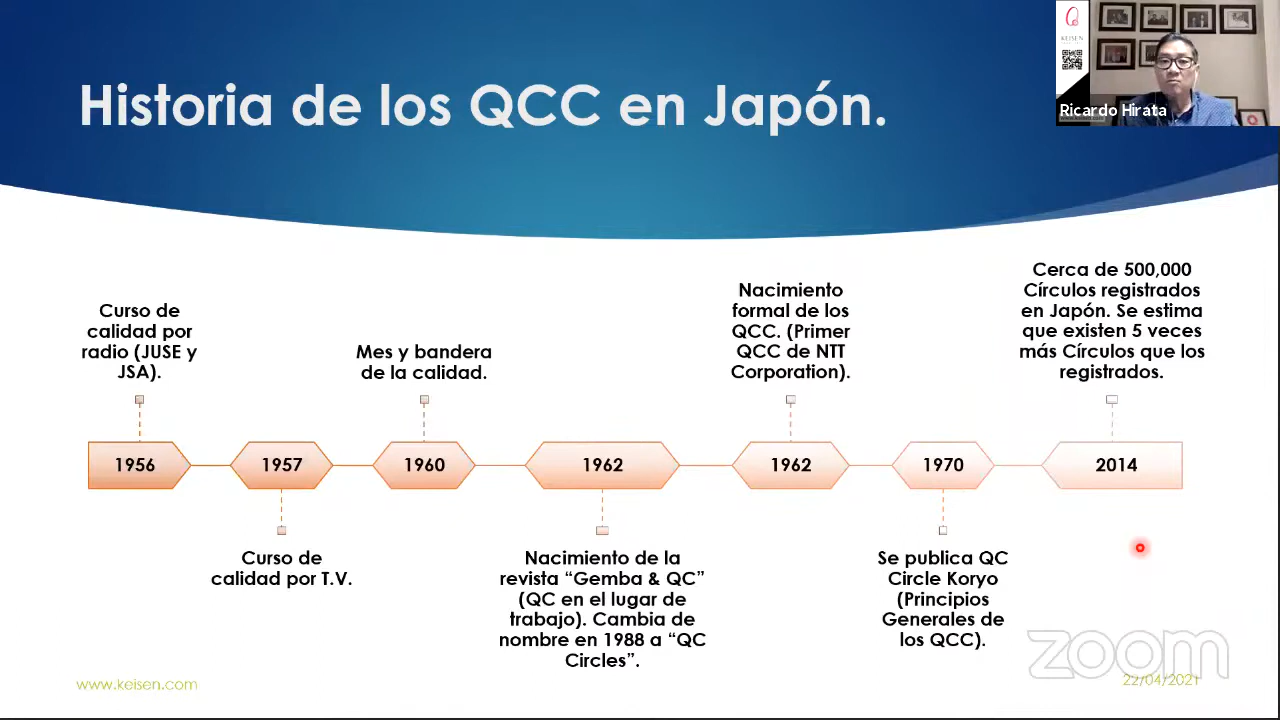 Historia de los QCC en Japón.
KEISEN
Ricardo Hirata
Curso de
calidad por
radio (JUSE y
JSA).
Mes y bandera
de la calidad.
Nacimiento
formal de los
QCC. (Primer
QCC de NTT
Corporation).
Cerca de 500,000
Círculos registrados
en Japón. Se estima
que existen 5 veces
más Círculos que los
registrados.
1956
1957
1960
1962
1962
1970
2014
Curso de
calidad por T.V.
Nacimiento de la
revista “Gemba & QC”
(QC en el lugar de
trabajo). Cambia de
nombre en 1988 a “QC
Circles”.
Se publica QC
Circle Koryo
(Principios
Generales de
los QCC).
zoom
www.keisen.com
22/04/2021